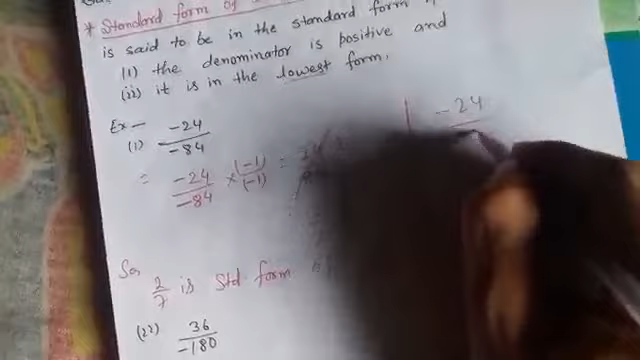 * Standard form of
is said to be in the standard form
(i) the denominator is positive and
(ii) it is in the lowest form.
Ex- -24
(i) -84
-24
= -24/-84 × (-1)/(-1) =
So, 2/7 is Std form
(ii) 36/-180